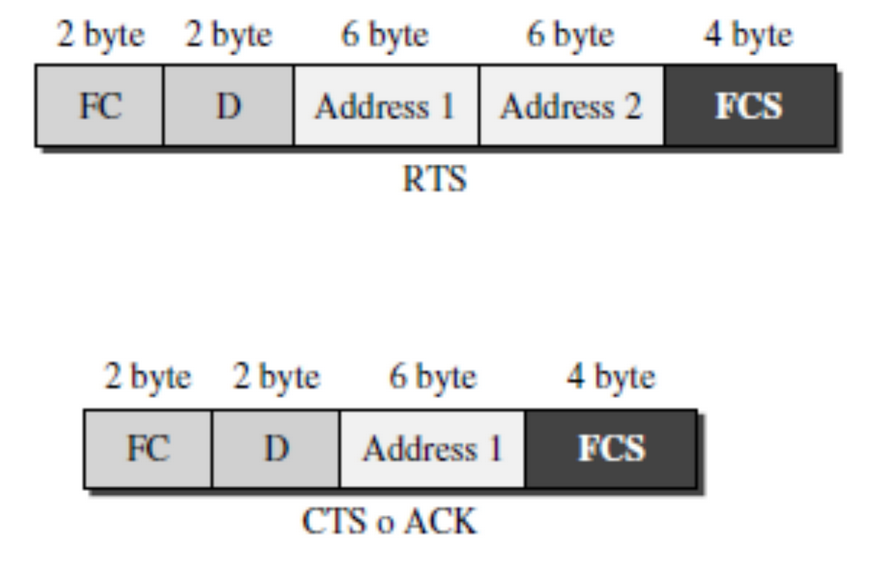 2 byte 2 byte 6 byte 6 byte 4 byte
FC D Address 1 Address 2 FCS
RTS
2 byte 2 byte 6 byte 4 byte
FC D Address 1 FCS
CTS o ACK